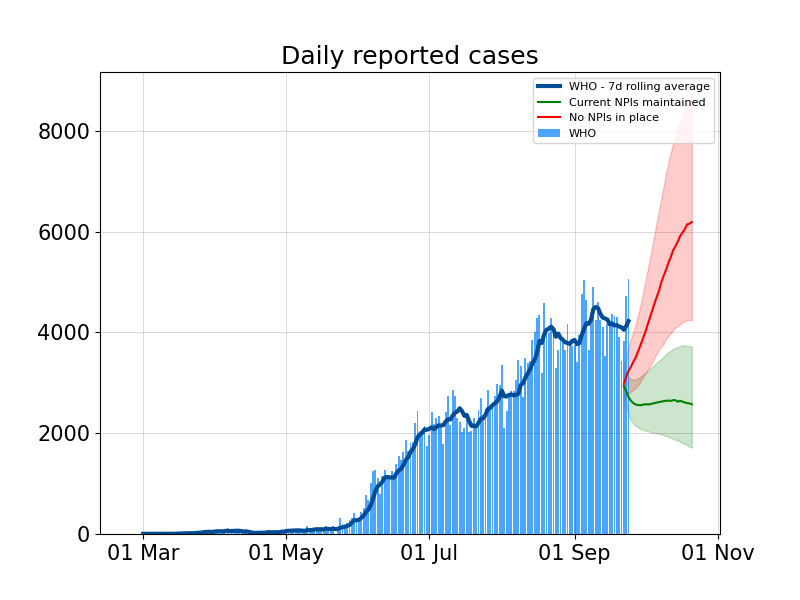 Daily reported cases
WHO - 7d rolling average
Current NPIs maintained
No NPIs in place
WHO
8000
6000
4000
2000
0
01 Mar
01 May
01 Jul
01 Sep
01 Nov